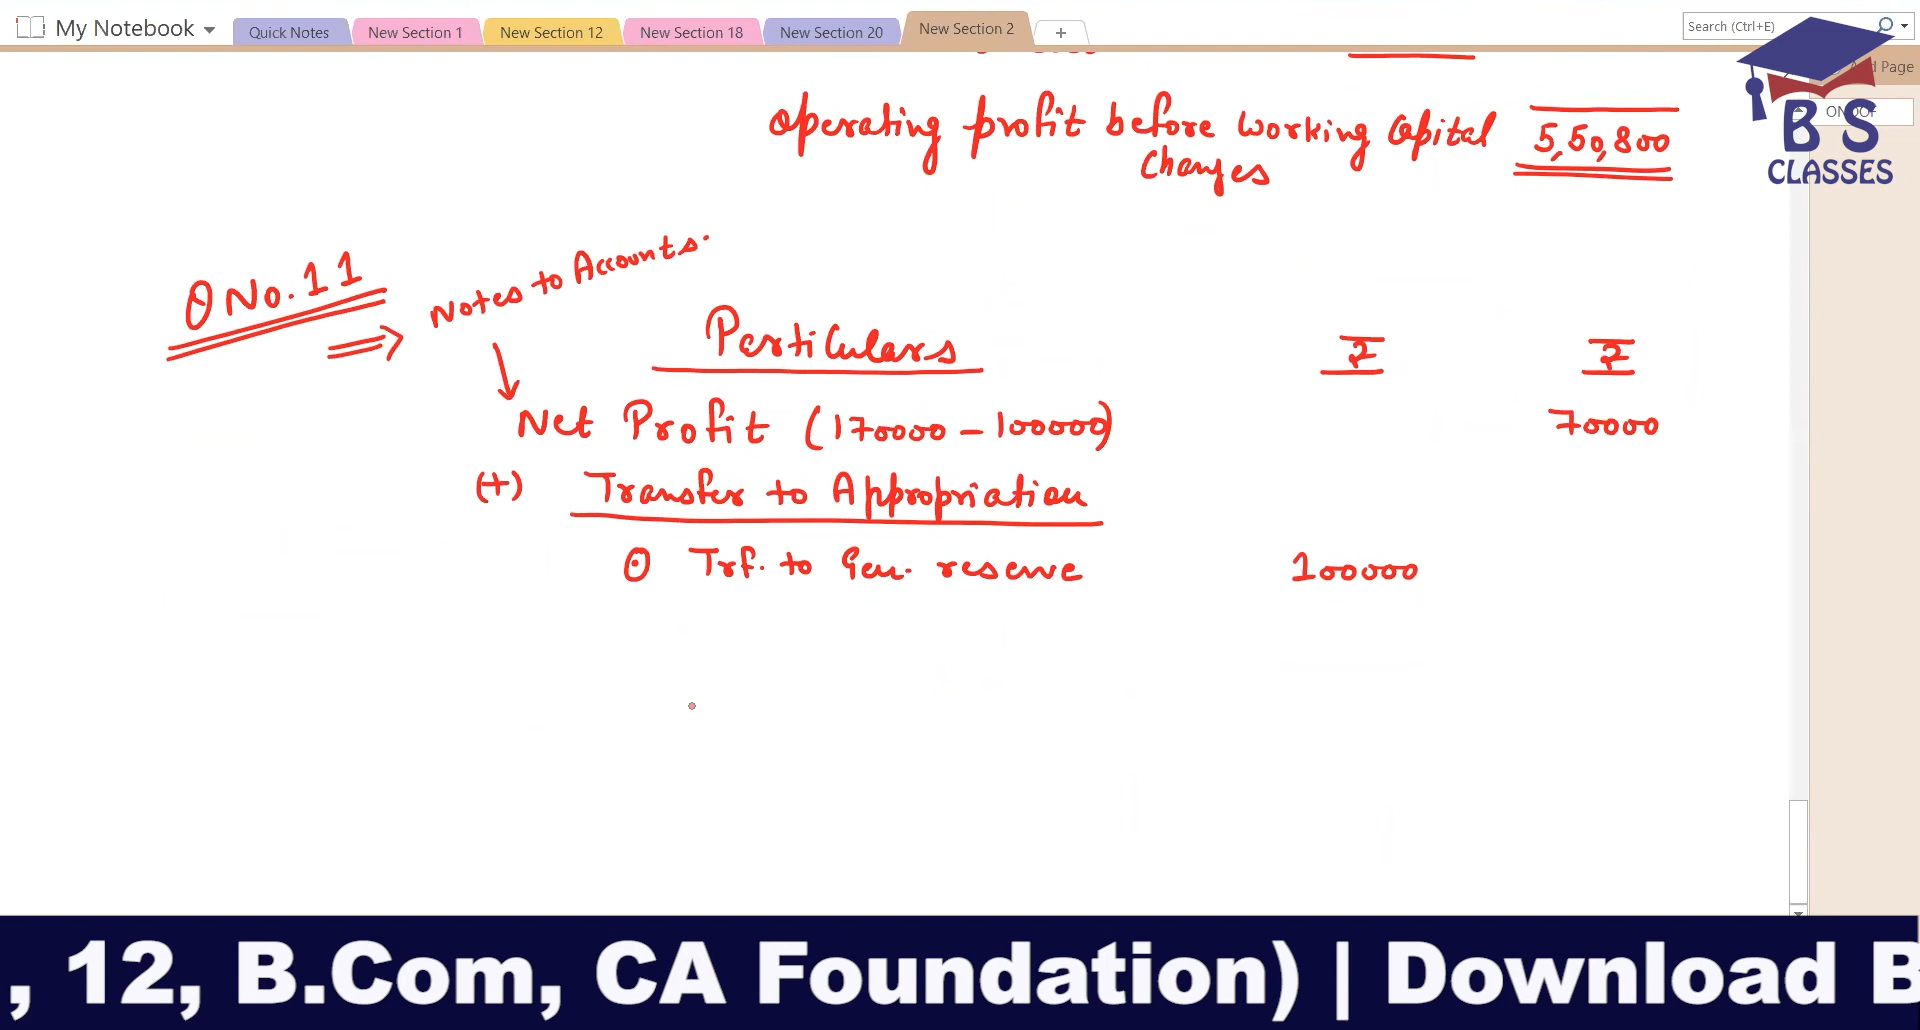 My Notebook
Quick Notes
New Section 1
New Section 12
New Section 18
New Section 20
New Section 2
+
Search (Ctrl+E)
Page
B S
CLASSES
Operating profit before working Capital 5,50,800
Changes
Q No. 11
Notes to Accounts.
Particulars ₹ ₹
Net Profit (170000 - 100000) 70000
(+) Transfer to Appropriation
Trf. to Gen. reserve 100000
, 12, B.Com, CA Foundation) | Download B